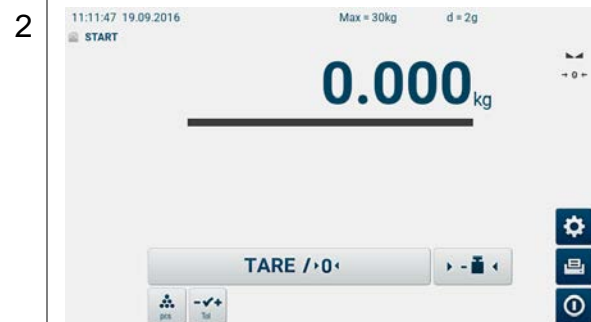 2
11:11:47 19.09.2016 Max = 30kg d = 2g
START
0.000kg
→0←
TARE /→0←
pcs Tol